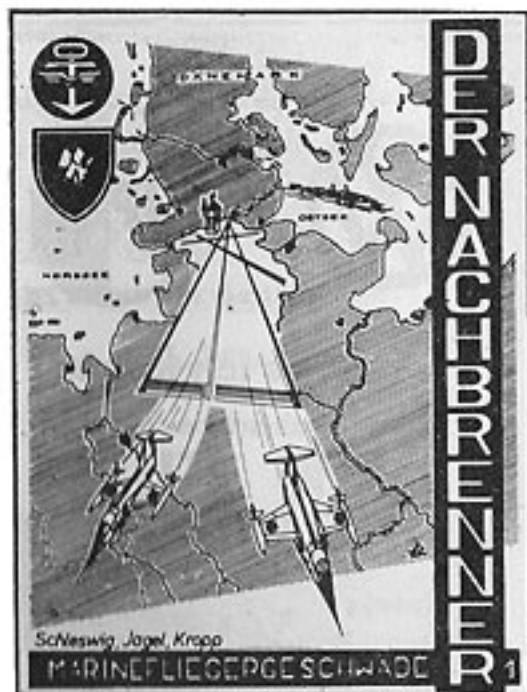 DER NACHBRENNER
DÄNEMARK
OSTSEE
NORDSEE
Schleswig, Jagel, Kropp
MARINEFLIEGERGESCHWADER 1